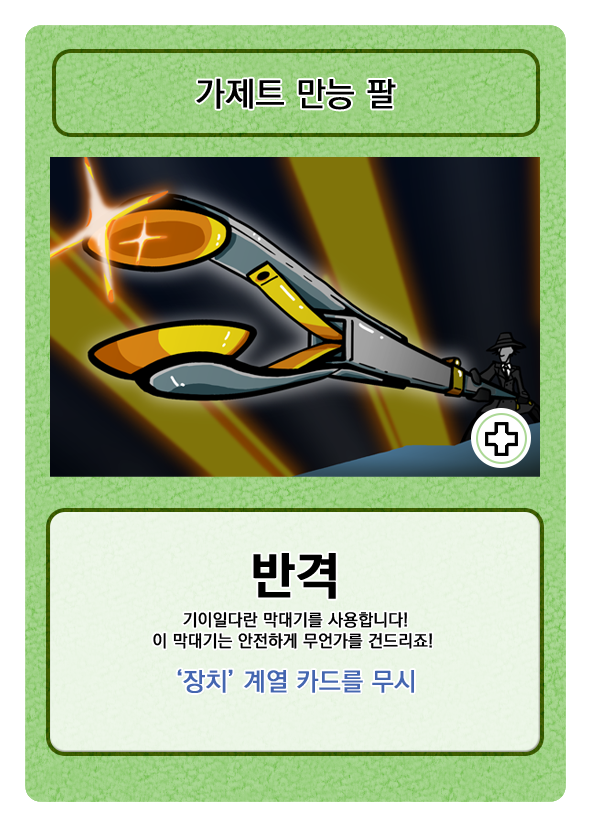 가제트 만능 팔
반격
기이일다란 막대기를 사용합니다!
이 막대기는 안전하게 무언가를 건드리죠!
‘장치’ 계열 카드를 무시